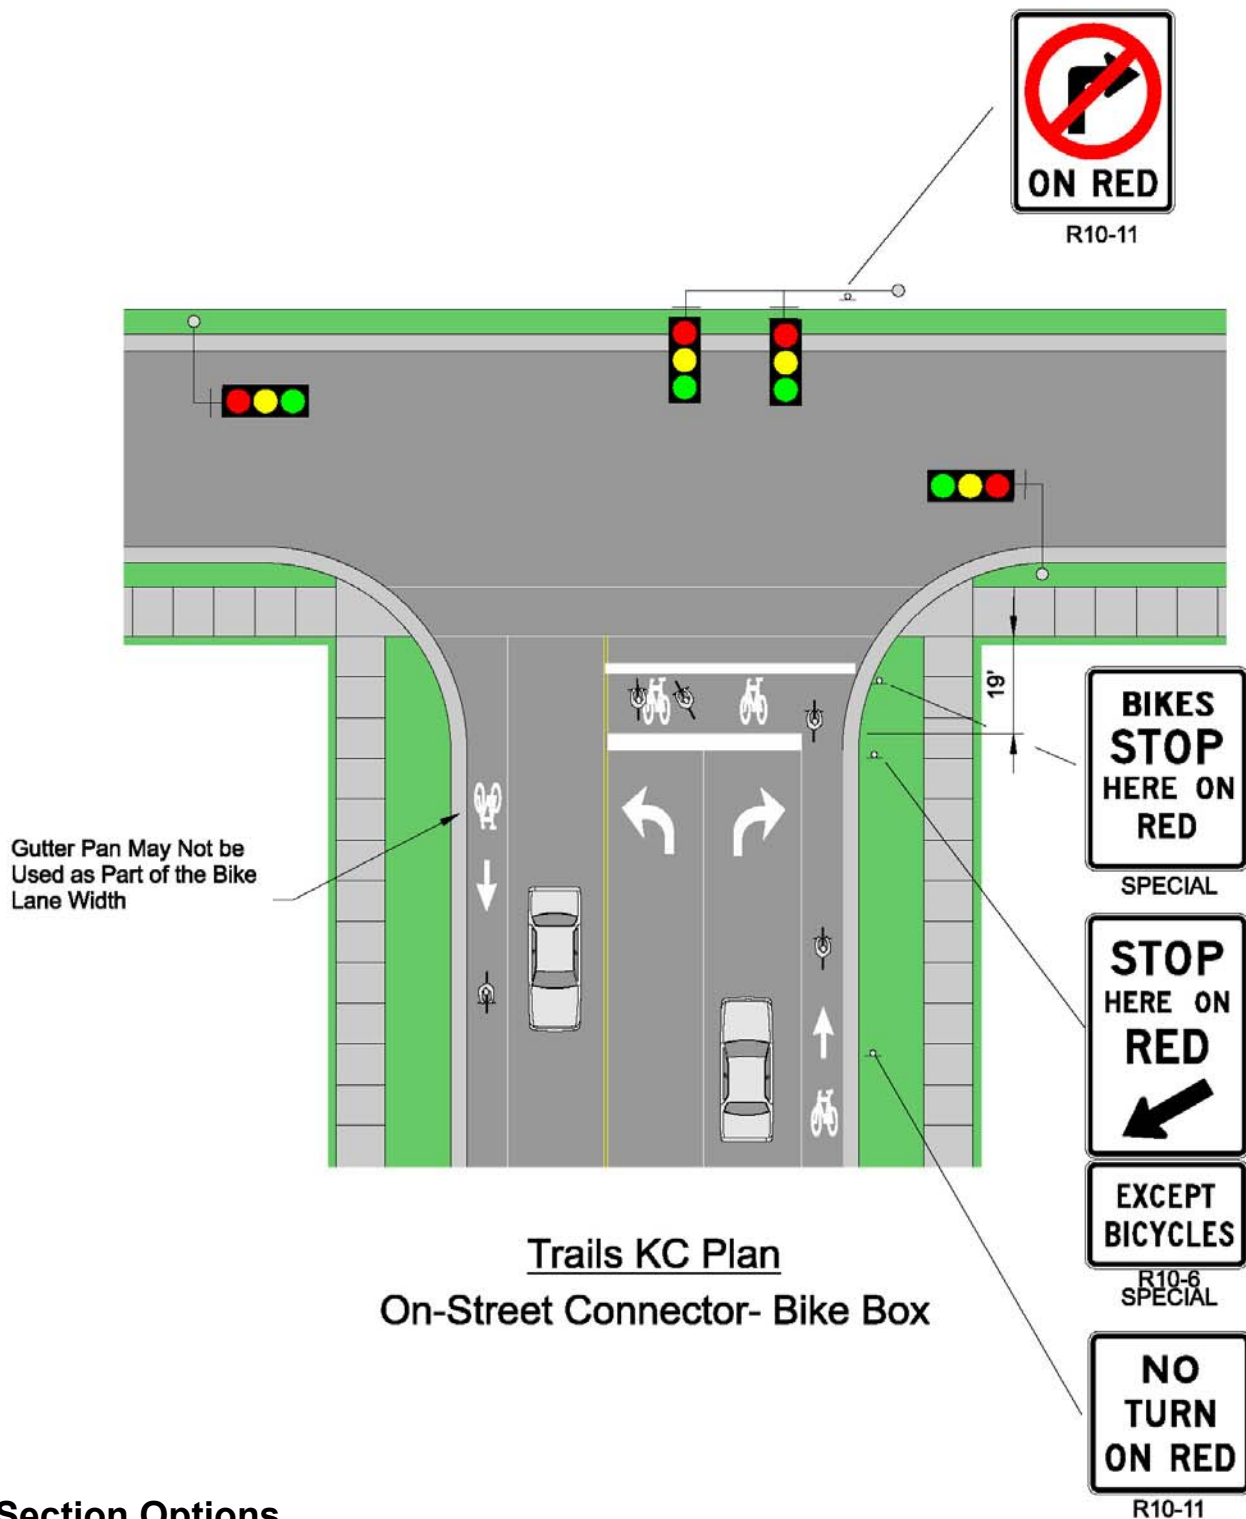 ON RED
R10-11
19'
BIKES
STOP
HERE ON
RED
SPECIAL
Gutter Pan May Not be
Used as Part of the Bike
Lane Width
STOP
HERE ON
RED
EXCEPT
BICYCLES
R10-6
SPECIAL
Trails KC Plan
On-Street Connector- Bike Box
NO
TURN
ON RED
R10-11
Section Options